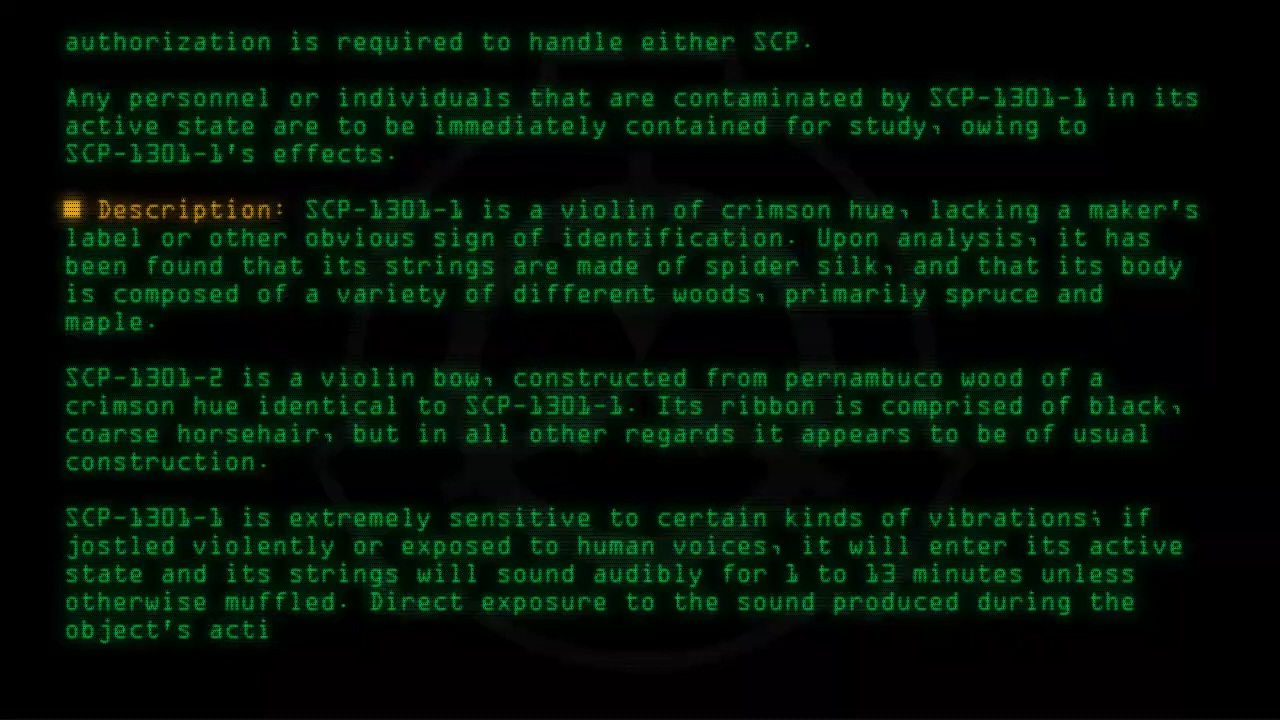 authorization is required to handle either SCP.
Any personnel or individuals that are contaminated by SCP-1301-1 in its
active state are to be immediately contained for study, owing to
SCP-1301-1's effects.
Description: SCP-1301-1 is a violin of crimson hue, lacking a maker's
label or other obvious sign of identification. Upon analysis, it has
been found that its strings are made of spider silk, and that its body
is composed of a variety of different woods, primarily spruce and
maple.
SCP-1301-2 is a violin bow, constructed from pernambuco wood of a
crimson hue identical to SCP-1301-1. Its ribbon is comprised of black,
coarse horsehair, but in all other regards it appears to be of usual
construction.
SCP-1301-1 is extremely sensitive to certain kinds of vibrations; if
jostled violently or exposed to human voices, it will enter its active
state and its strings will sound audibly for 1 to 13 minutes unless
otherwise muffled. Direct exposure to the sound produced during the
object's acti